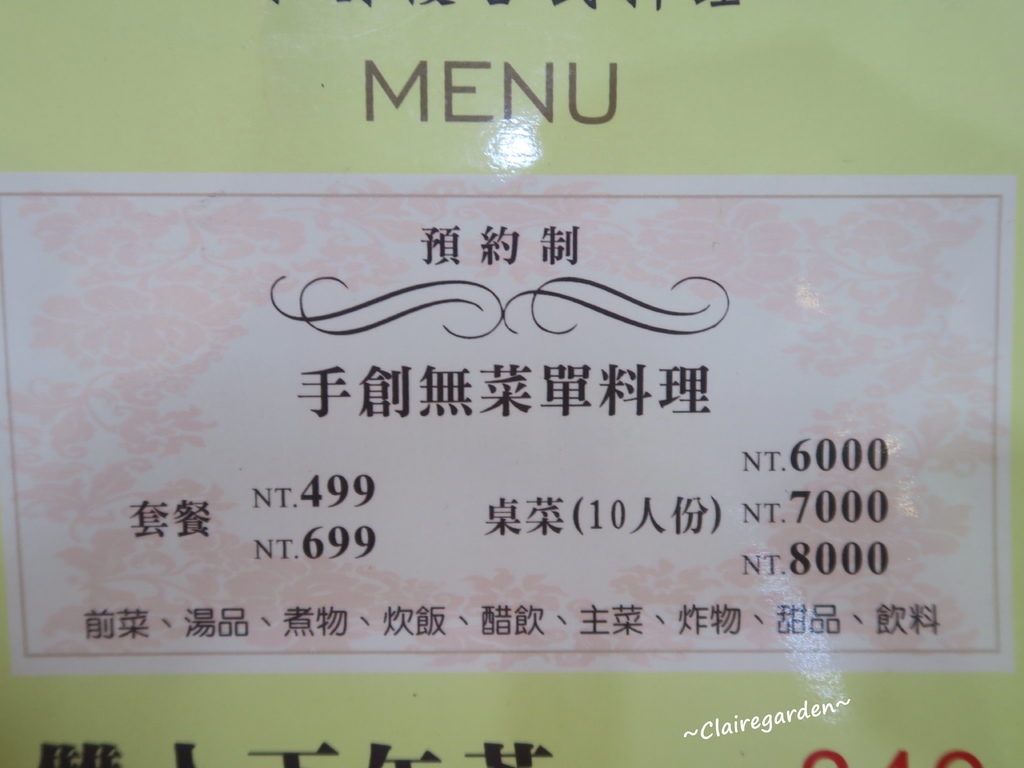 MENU
預約制
手創無菜單料理
套餐 NT.499
NT.699
桌菜(10人份) NT.6000
NT.7000
NT.8000
前菜、湯品、煮物、炊飯、醋飲、主菜、炸物、甜品、飲料
~Clairegarden~